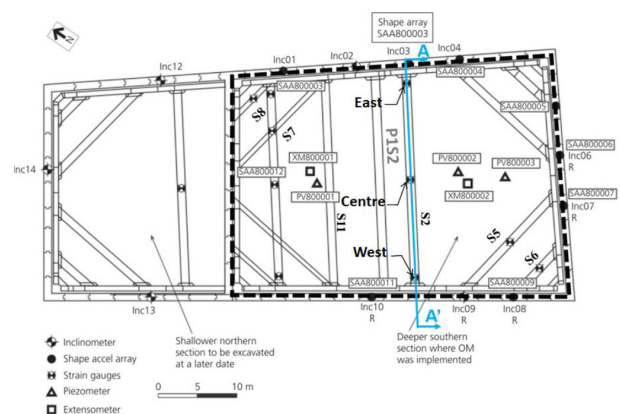 Shape array
SAA800003
N
A
Inc12
Inc01
Inc02
Inc03
Inc04
SAA800003
SAA800004
East
S8
S7
SAA800005
P1S2
SAA800006
Inc06
R
XM800001
PV800002
PV800003
Inc14
SAA800012
PV800001
Centre
XM800002
SAA800007
Inc07
R
S11
S2
S5
West
S6
SAA800011
SAA800009
Inc13
Inc10
R
Inc09
R
Inc08
R
A'
Inclinometer
Shape accel array
Strain gauges
Piezometer
Extensometer
Shallower northern
section to be excavated
at a later date
0 5 10 m
Deeper southern
section where OM
was implemented